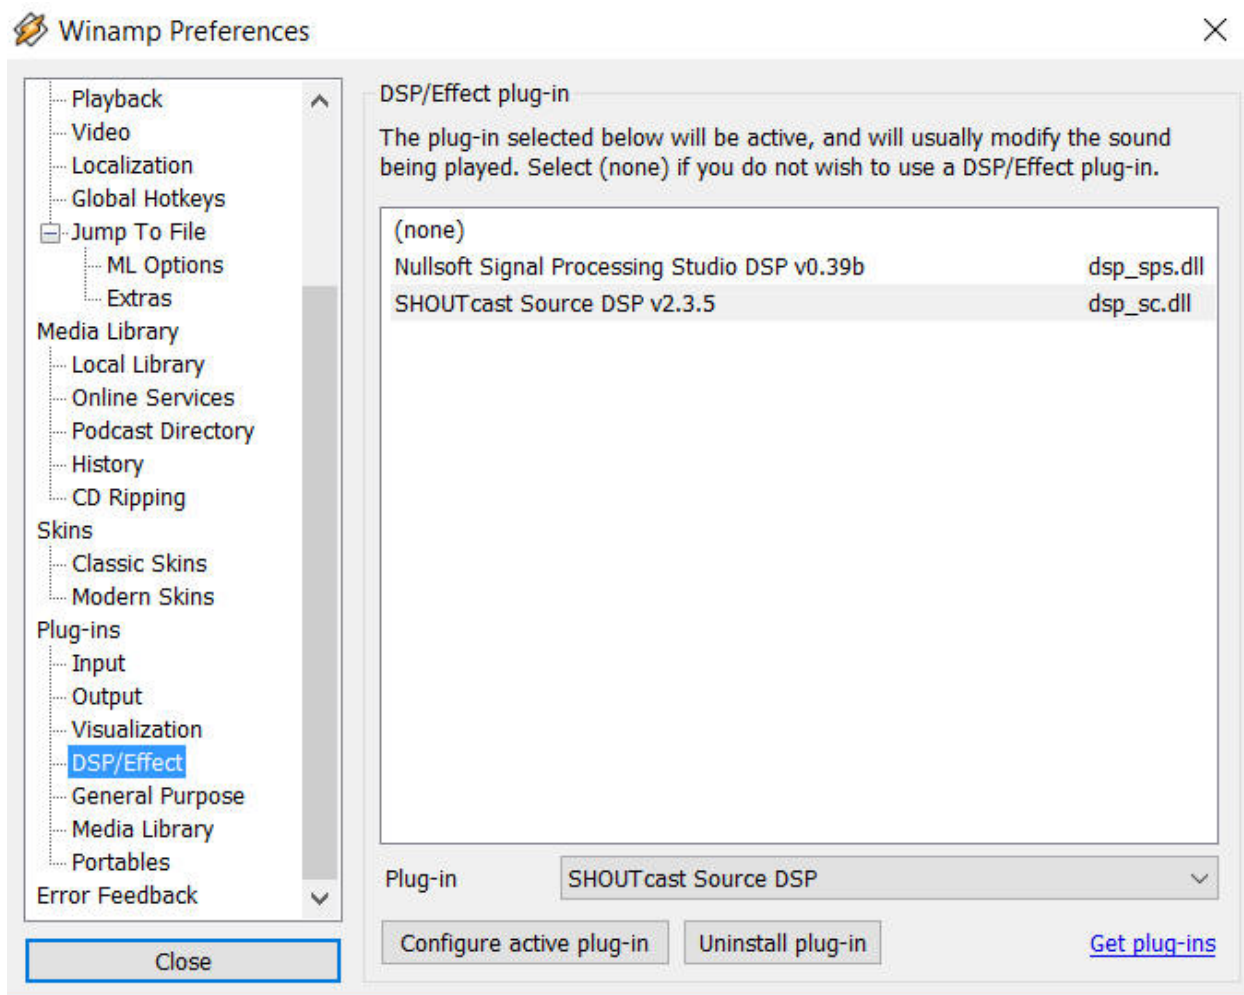 Winamp Preferences
Playback
Video
Localization
Global Hotkeys
Jump To File
ML Options
Extras
Media Library
Local Library
Online Services
Podcast Directory
History
CD Ripping
Skins
Classic Skins
Modern Skins
Plug-ins
Input
Output
Visualization
DSP/Effect
General Purpose
Media Library
Portables
Error Feedback
Close
DSP/Effect plug-in
The plug-in selected below will be active, and will usually modify the sound
being played. Select (none) if you do not wish to use a DSP/Effect plug-in.
(none)
Nullsoft Signal Processing Studio DSP v0.39b dsp_sps.dll
SHOUTcast Source DSP v2.3.5 dsp_sc.dll
Plug-in SHOUTcast Source DSP
Configure active plug-in Uninstall plug-in Get plug-ins